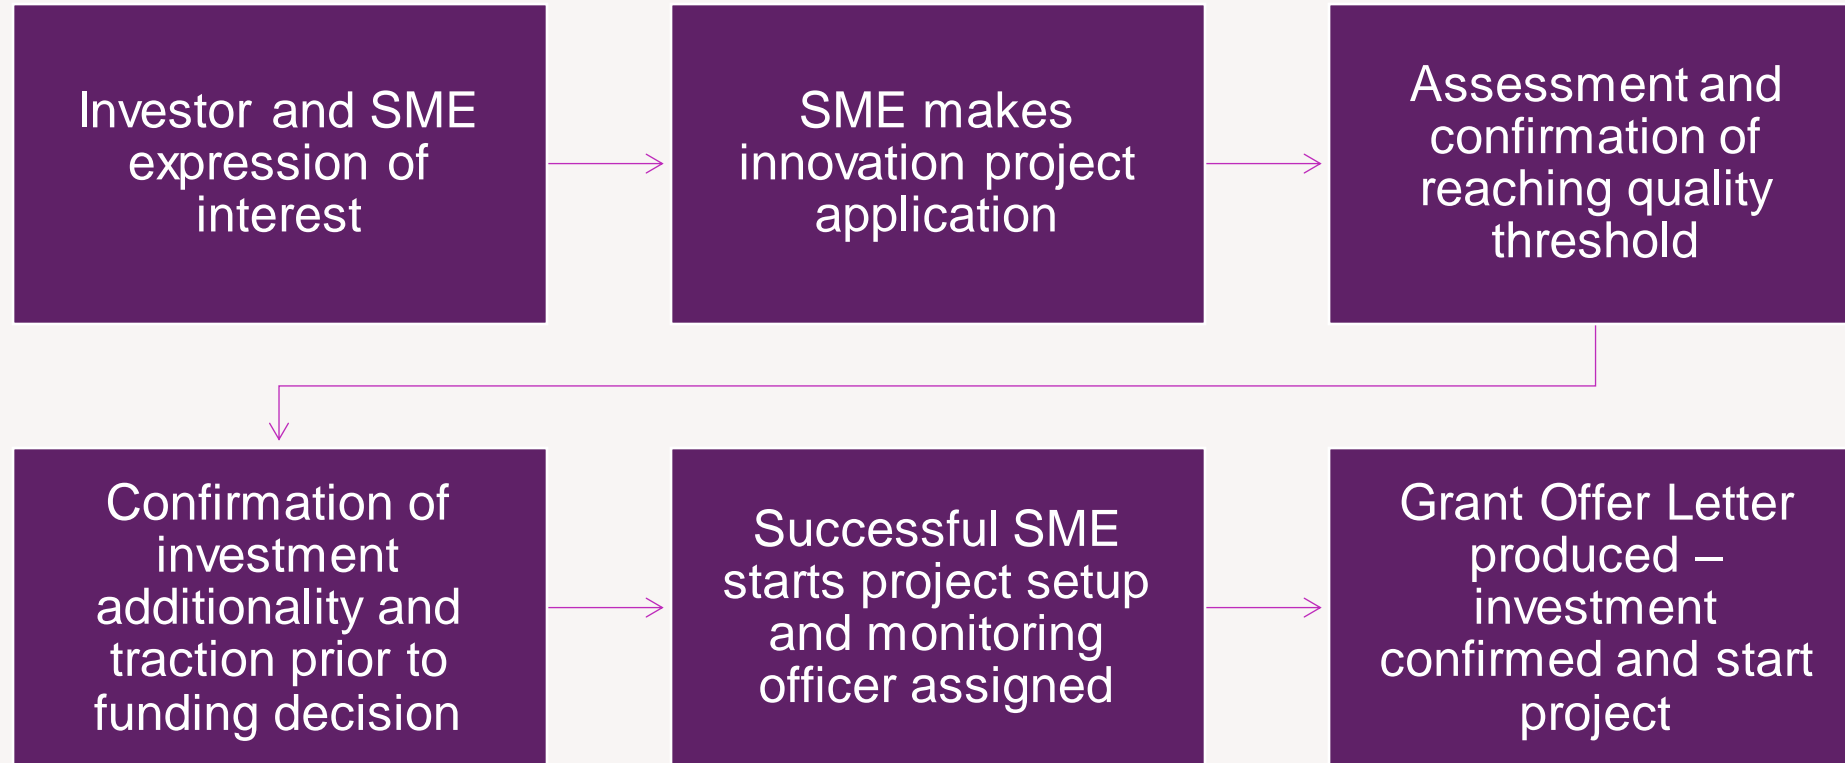 Investor and SME
expression of
interest
SME makes
innovation project
application
Assessment and
confirmation of
reaching quality
threshold
Confirmation of
investment
additionality and
traction prior to
funding decision
Successful SME
starts project setup
and monitoring
officer assigned
Grant Offer Letter
produced –
investment
confirmed and start
project